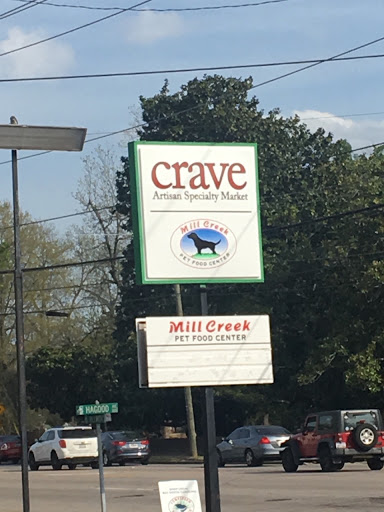 crave
Artisan Specialty Market
Mill Creek
PET FOOD CENTER
Mill Creek
PET FOOD CENTER
HAGOOD